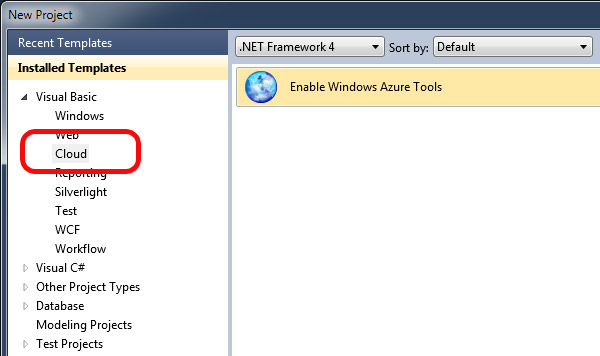 New Project
Recent Templates
.NET Framework 4
Sort by:
Default
Installed Templates
Enable Windows Azure Tools
Visual Basic
Windows
Web
Cloud
Reporting
Silverlight
Test
WCF
Workflow
Visual C#
Other Project Types
Database
Modeling Projects
Test Projects